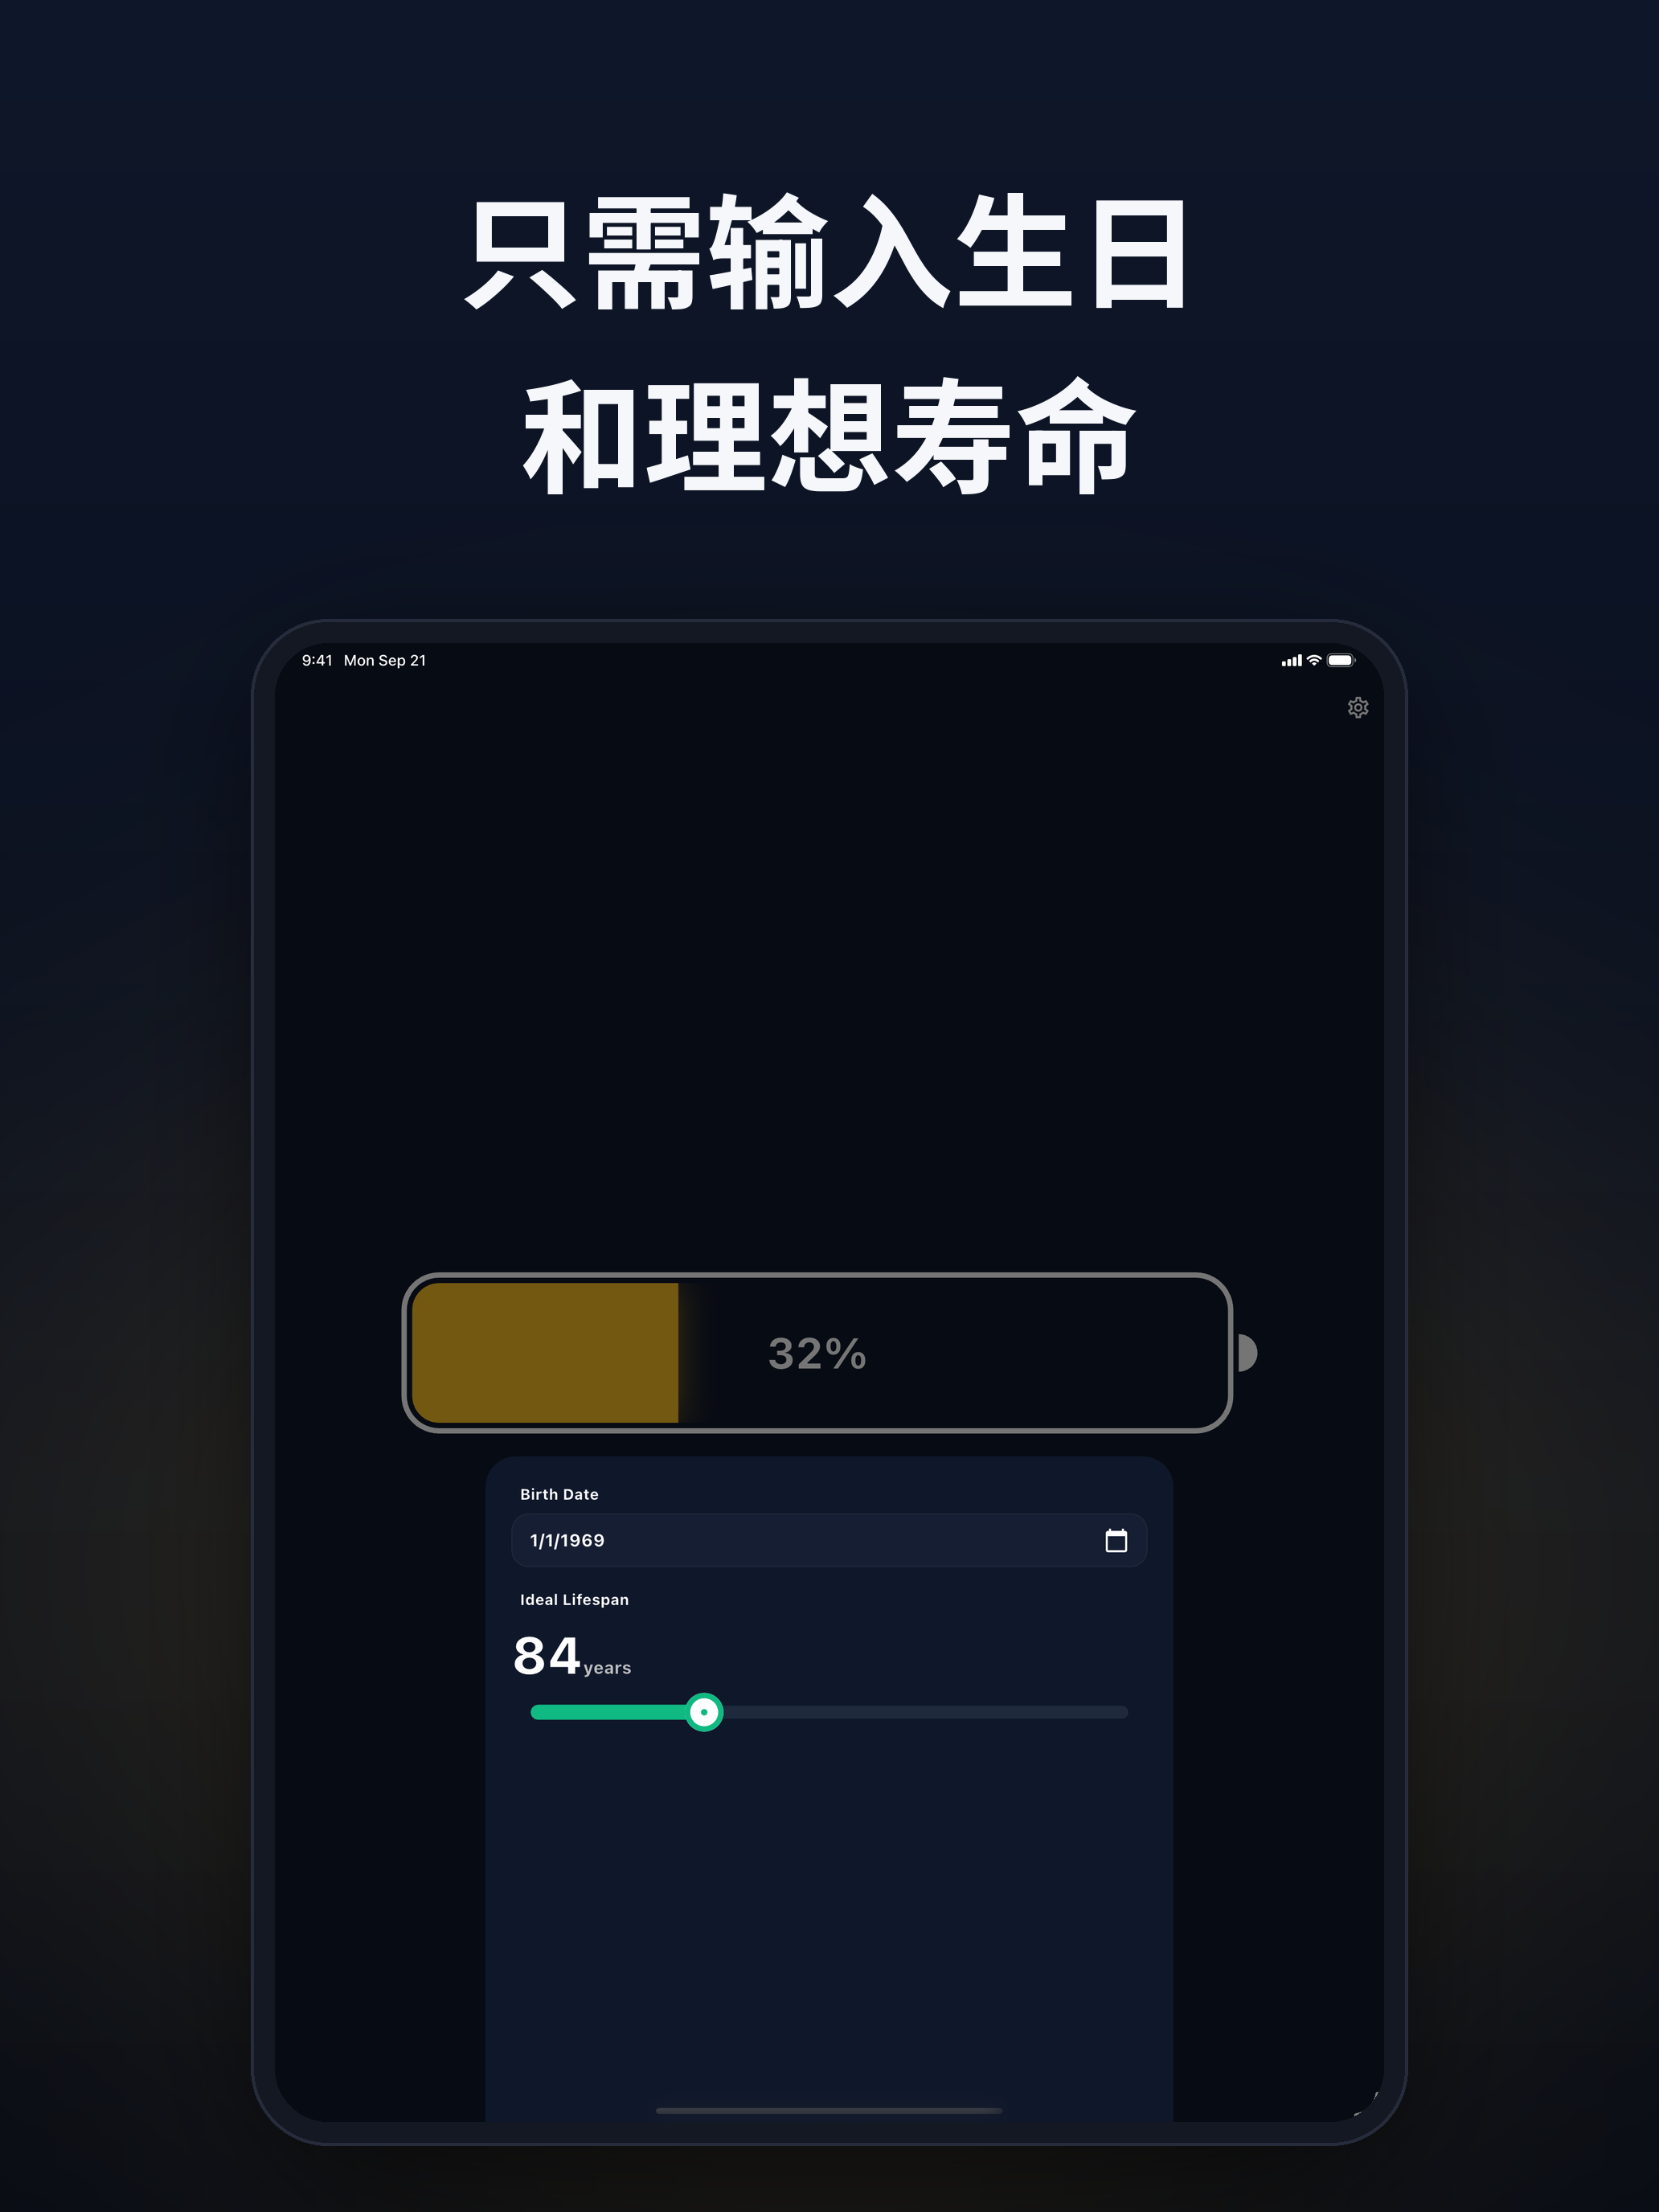 只需输入生日
和理想寿命
9:41 Mon Sep 21
32%
Birth Date
1/1/1969
Ideal Lifespan
84 years